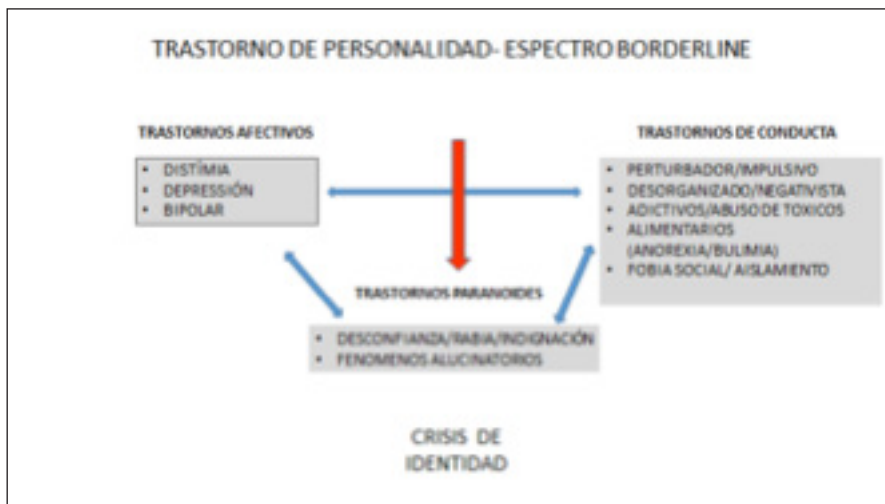 TRASTORNO DE PERSONALIDAD- ESPECTRO BORDERLINE
TRASTORNOS AFECTIVOS
• DISTÍMIA
• DEPRESSIÓN
• BIPOLAR
TRASTORNOS DE CONDUCTA
• PERTURBADOR/IMPULSIVO
• DESORGANIZADO/NEGATIVISTA
• ADICTIVOS/ABUSO DE TOXICOS
• ALIMENTARIOS
(ANOREXIA/BULIMIA)
• FOBIA SOCIAL/ AISLAMIENTO
TRASTORNOS PARANOIDES
• DESCONFIANZA/RABIA/INDIGNACIÓN
• FENOMENOS ALUCINATORIOS
CRISIS DE
IDENTIDAD